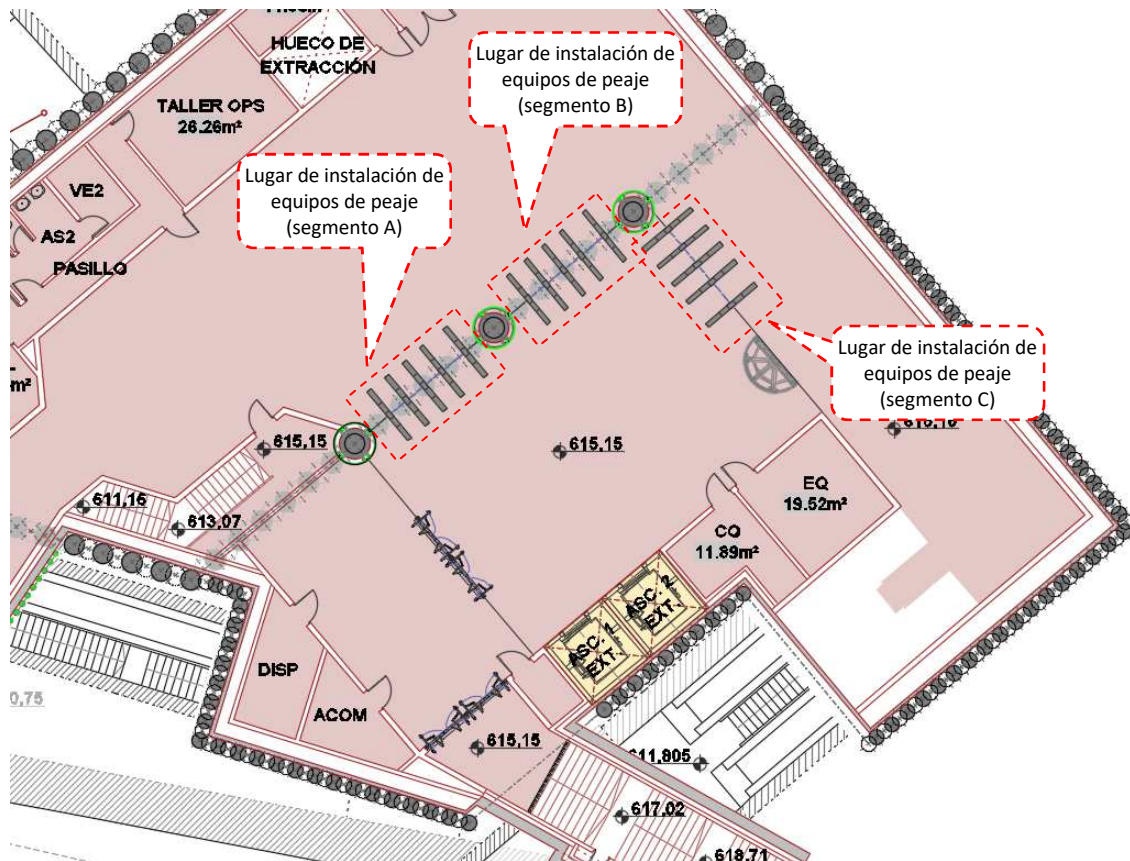 HUECO DE
EXTRACCIÓN
TALLER OPS
26.26m²
Lugar de instalación de
equipos de peaje
(segmento B)
Lugar de instalación de
equipos de peaje
(segmento A)
VE2
AS2
PASILLO
m²
Lugar de instalación de
equipos de peaje
(segmento C)
615,15
615,15
611,16
613,07
EQ
19.52m²
CQ
11.89m²
ASC. 2
EXT
ASC. 1
EXT
DISP
ACOM
0,75
615,15
611,805
617,02
618,71